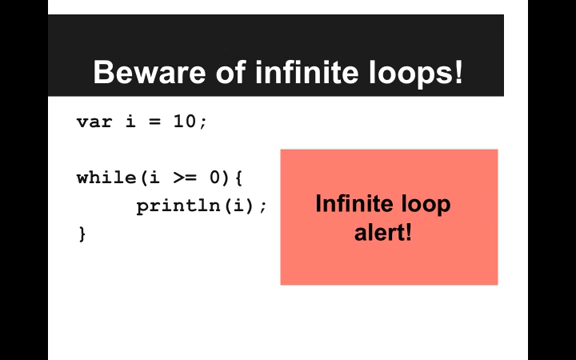 Beware of infinite loops!
var i = 10;
while(i >= 0){
println(i);
}
Infinite loop
alert!